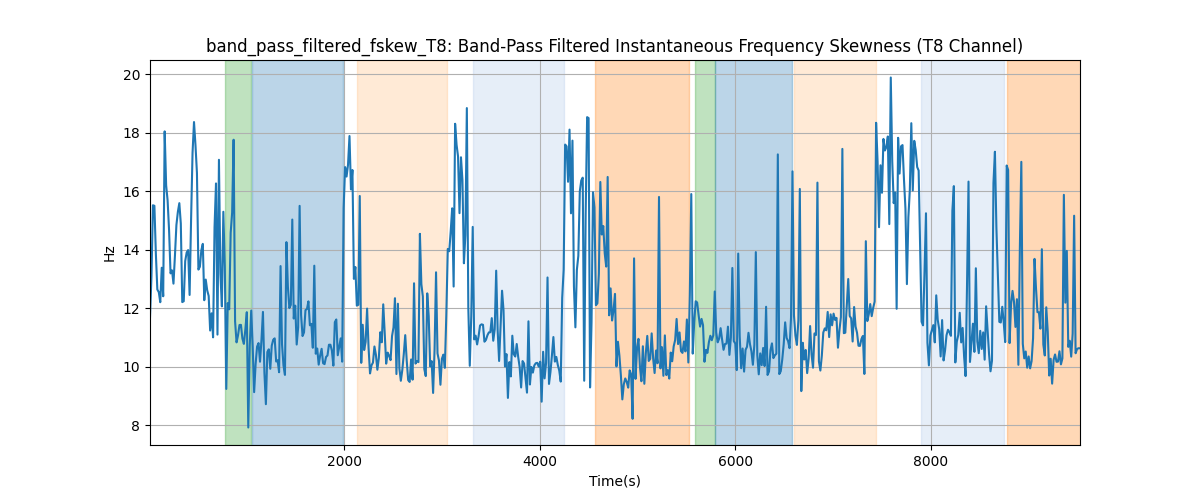 band_pass_filtered_fskew_T8: Band-Pass Filtered Instantaneous Frequency Skewness (T8 Channel)
20
18
16
14
12
10
8
Hz
2000 4000 6000 8000
Time(s)